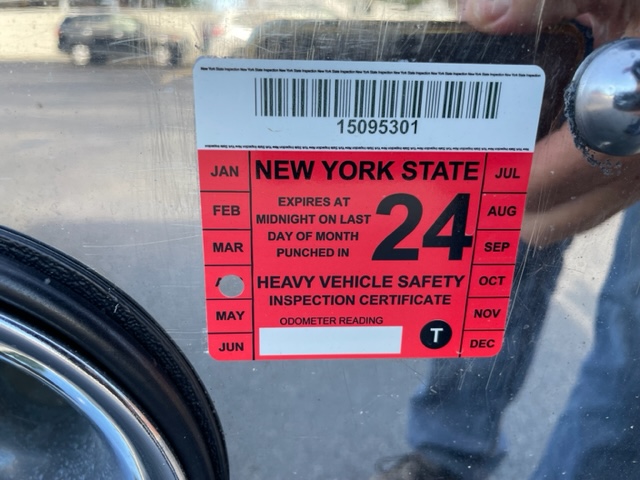 15095301
JAN NEW YORK STATE JUL
FEB EXPIRES AT 24 AUG
MIDNIGHT ON LAST
MAR DAY OF MONTH SEP
PUNCHED IN
HEAVY VEHICLE SAFETY OCT
INSPECTION CERTIFICATE
MAY ODOMETER READING NOV
JUN T DEC